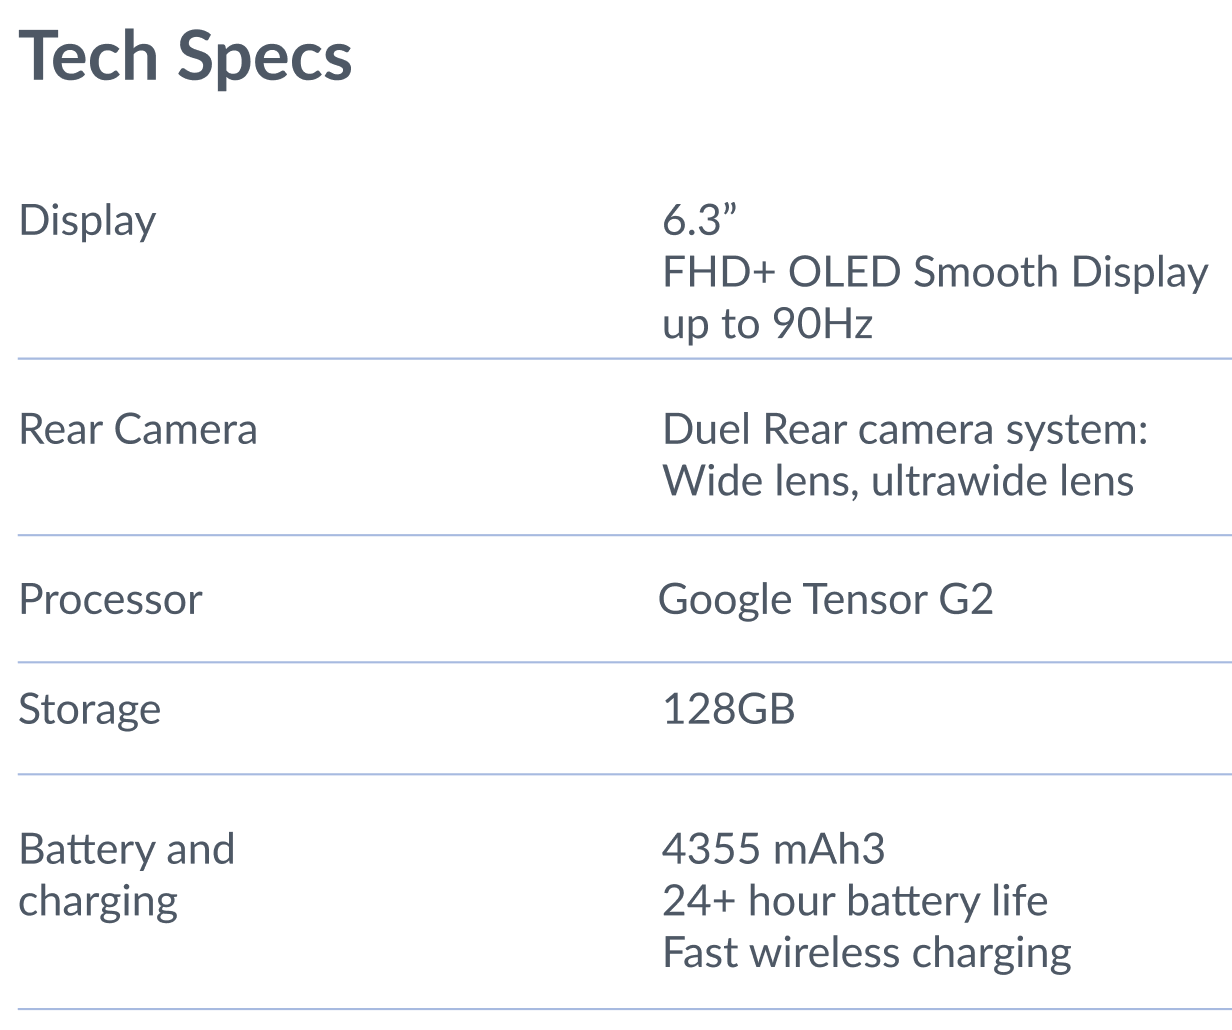 Tech Specs
Display
6.3”
FHD+ OLED Smooth Display
up to 90Hz
Rear Camera
Duel Rear camera system:
Wide lens, ultrawide lens
Processor
Google Tensor G2
Storage
128GB
Battery and
charging
4355 mAh3
24+ hour battery life
Fast wireless charging